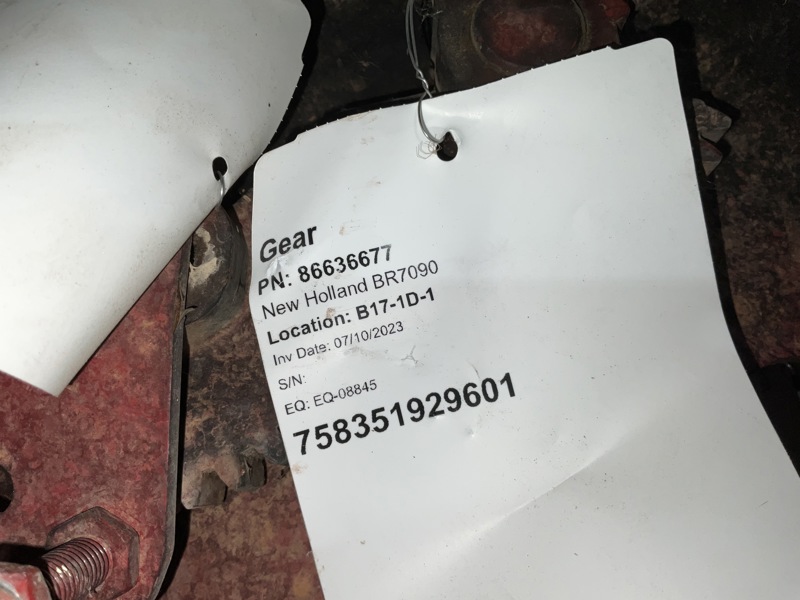 Gear
PN: 86636677
New Holland BR7090
Location: B17-1D-1
Inv Date: 07/10/2023
S/N:
EQ: EQ-08845
758351929601